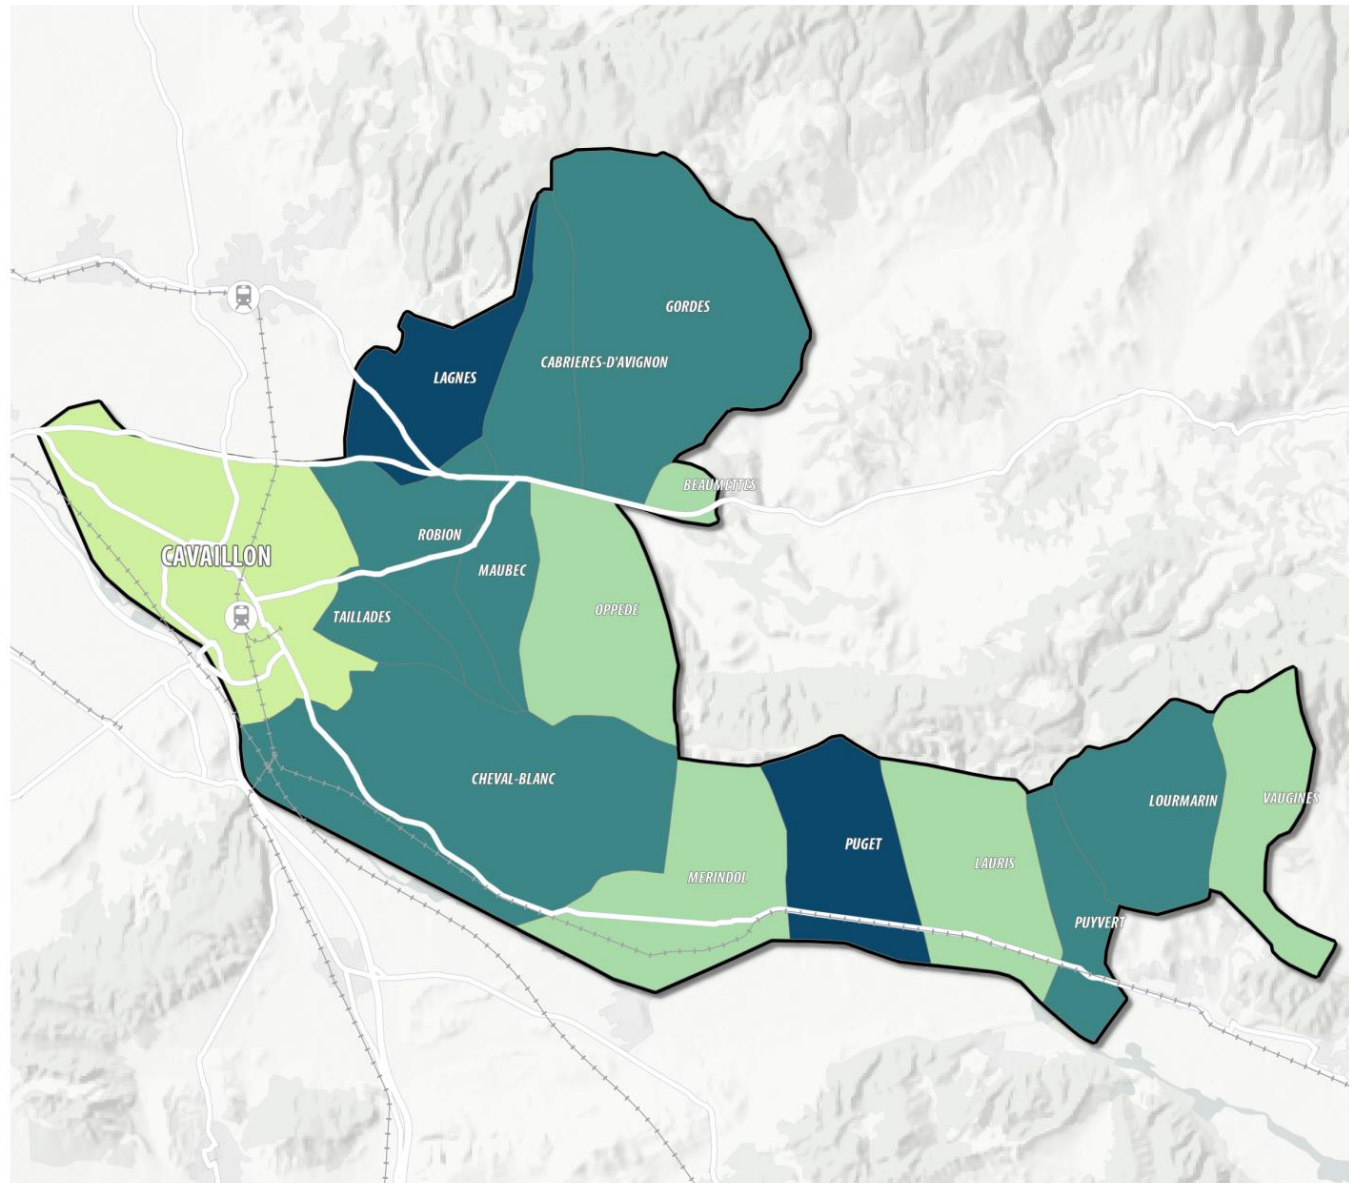 GORDES
CABRIERES-D'AVIGNON
LAGNES
BEAUMETTES
ROBION
CAVAILLON
MAUBEC
OPPEDE
TAILLADES
CHEVAL-BLANC
LOURMARIN
VAUGINES
PUGET
LAURIS
MERINDOL
PUYVERT